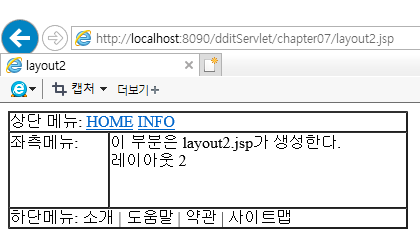 http://localhost:8090/dditServlet/chapter07/layout2.jsp
layout2
캡처 더보기+
상단 메뉴: HOME INFO
좌측메뉴:
이 부분은 layout2.jsp가 생성한다.
레이아웃 2
하단메뉴: 소개 | 도움말 | 약관 | 사이트맵